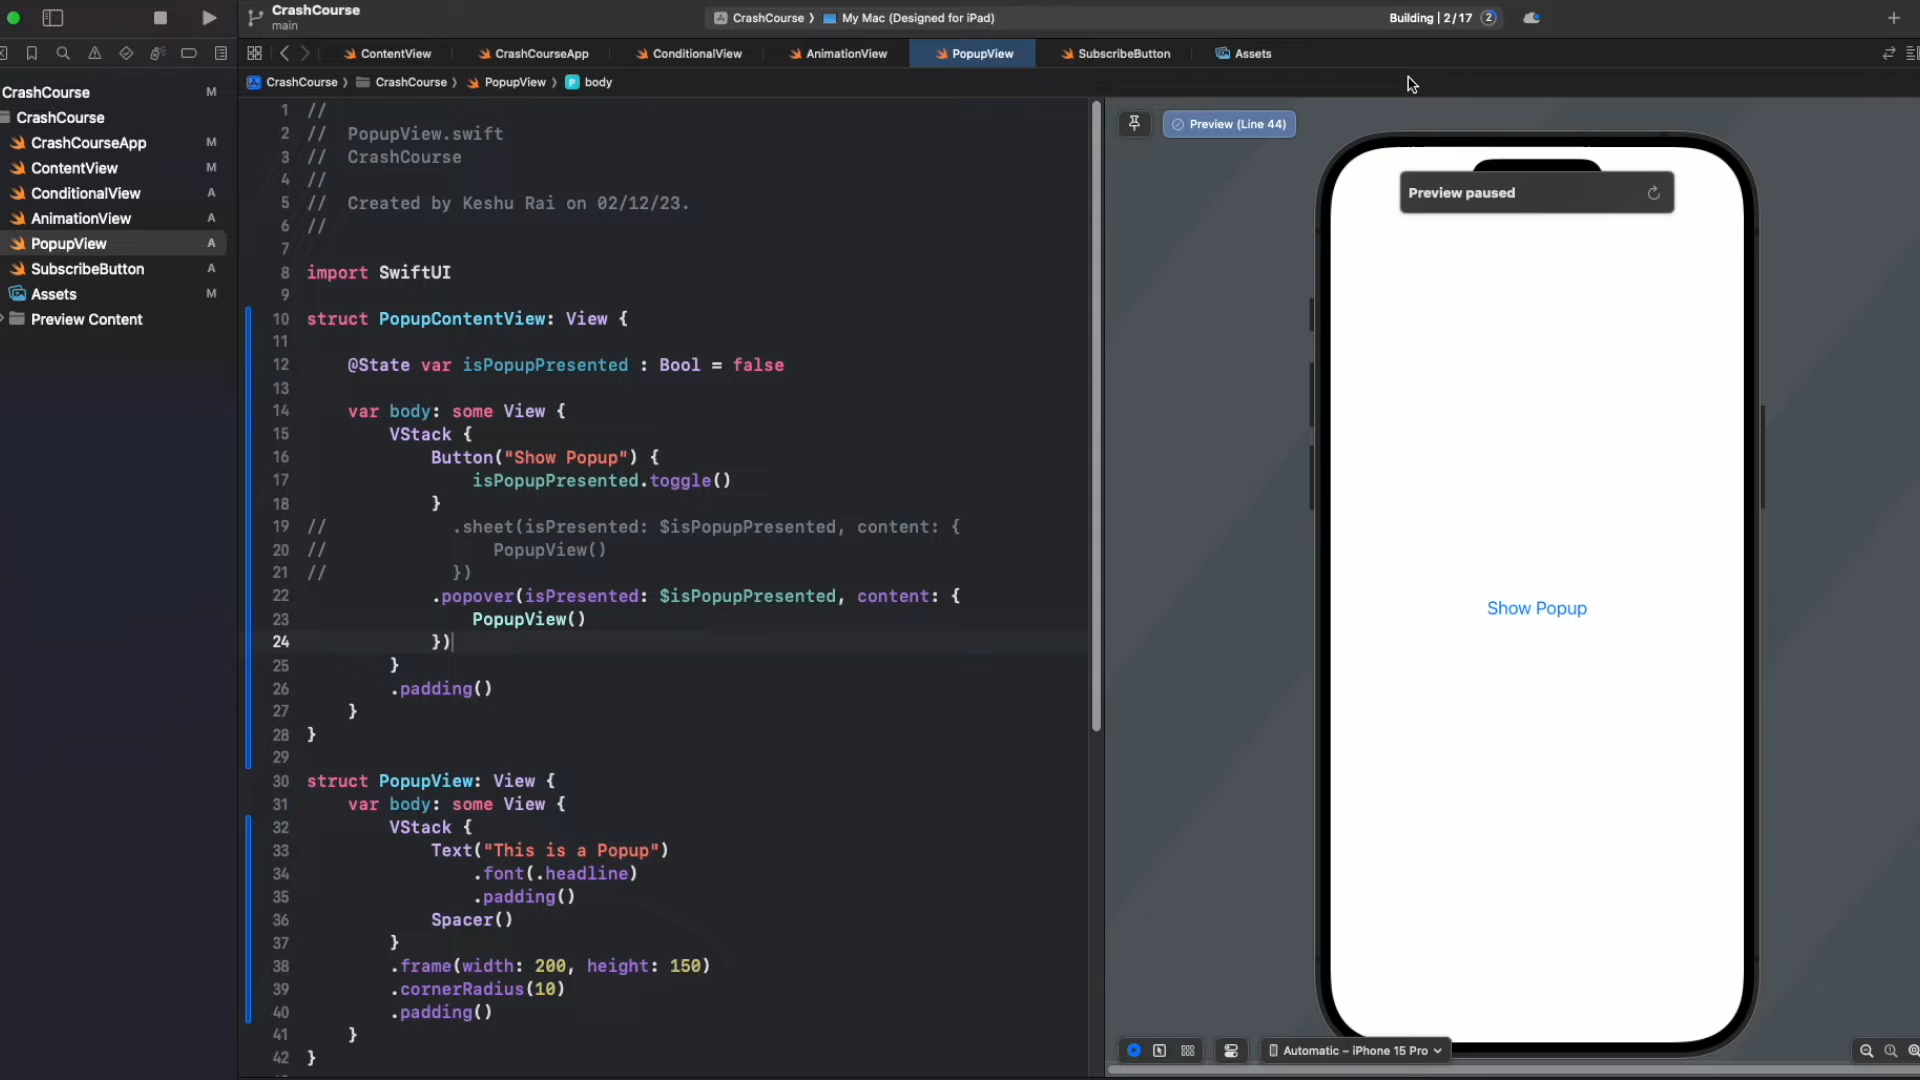 CrashCourse
main
CrashCourse ⟩ My Mac (Designed for iPad)
Building | 2/17 2
ContentView CrashCourseApp ConditionalView AnimationView PopupView SubscribeButton Assets
CrashCourse ⟩ CrashCourse ⟩ PopupView ⟩ P body
CrashCourse M
CrashCourse
CrashCourseApp M
ContentView M
ConditionalView A
AnimationView A
PopupView A
SubscribeButton A
Assets M
Preview Content
1 //
2 // PopupView.swift
3 // CrashCourse
4 //
5 // Created by Keshu Rai on 02/12/23.
6 //
7
8 import SwiftUI
9
10 struct PopupContentView: View {
11
12 @State var isPopupPresented : Bool = false
13
14 var body: some View {
15 VStack {
16 Button("Show Popup") {
17 isPopupPresented.toggle()
18 }
19 // .sheet(isPresented: $isPopupPresented, content: {
20 // PopupView()
21 // })
22 .popover(isPresented: $isPopupPresented, content: {
23 PopupView()
24 })
25 }
26 .padding()
27 }
28 }
29
30 struct PopupView: View {
31 var body: some View {
32 VStack {
33 Text("This is a Popup")
34 .font(.headline)
35 .padding()
36 Spacer()
37 }
38 .frame(width: 200, height: 150)
39 .cornerRadius(10)
40 .padding()
41 }
42 }
Preview (Line 44)
Preview paused
Show Popup
Automatic – iPhone 15 Pro